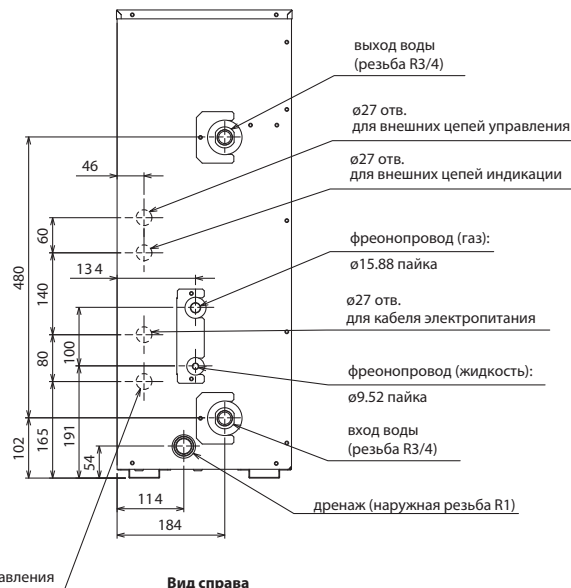 выход воды
(резьба R3/4)
ø27 отв.
для внешних цепей управления
ø27 отв.
для внешних цепей индикации
фреонопровод (газ):
ø15.88 пайка
ø27 отв.
для кабеля электропитания
фреонопровод (жидкость):
ø9.52 пайка
вход воды
(резьба R3/4)
дренаж (наружная резьба R1)
46
60
480
134
140
100
80
102
165
191
54
114
184
авления
Вид справа